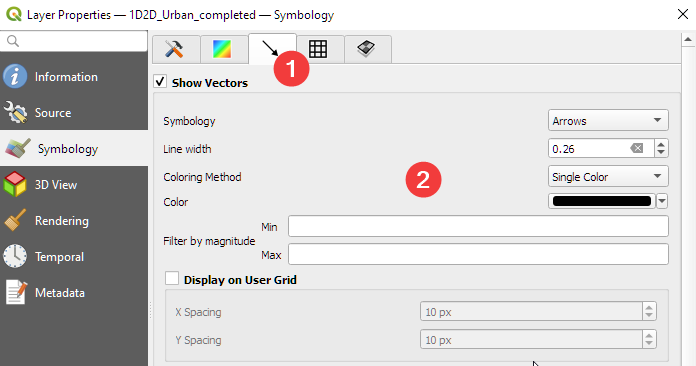 Layer Properties — 1D2D_Urban_completed — Symbology
Information
Source
Symbology
3D View
Rendering
Temporal
Metadata
1
Show Vectors
Symbology Arrows
Line width 0.26
Coloring Method Single Color
2
Color
Filter by magnitude
Min
Max
Display on User Grid
X Spacing 10 px
Y Spacing 10 px